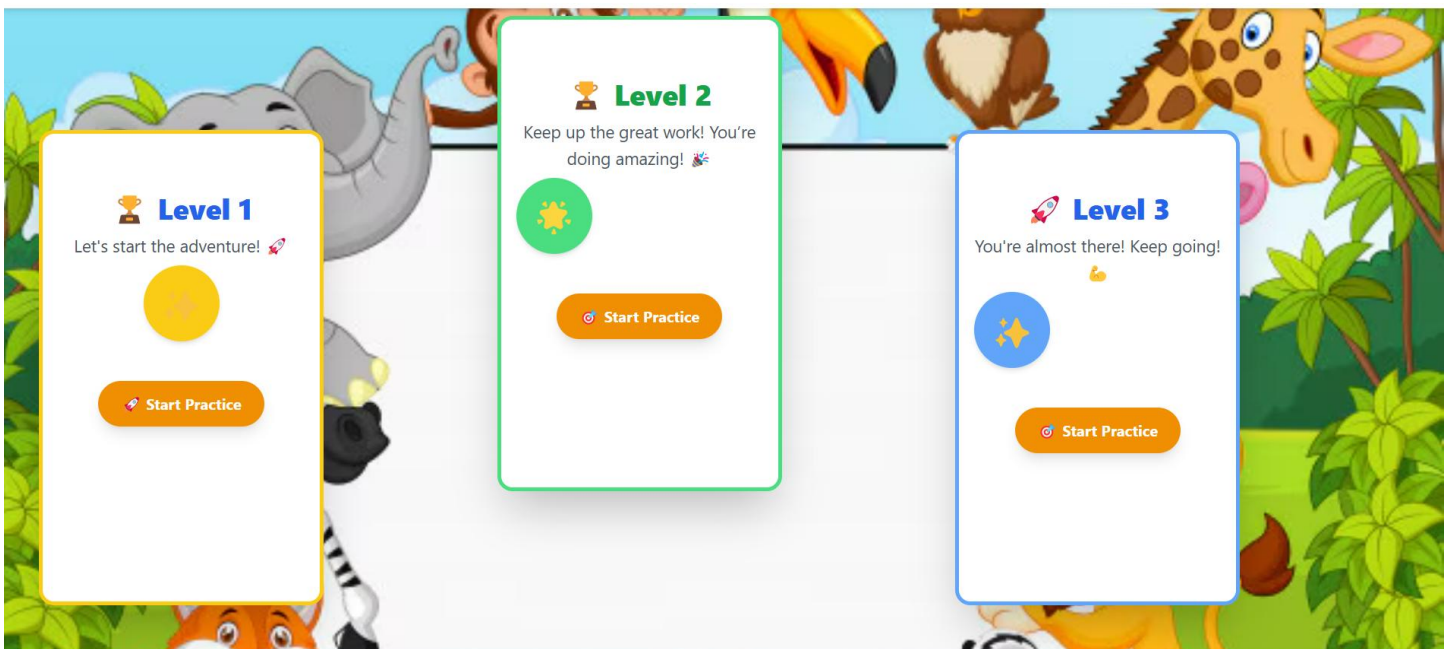 Level 1
Let's start the adventure! 🚀
🚀 Start Practice
Level 2
Keep up the great work! You’re
doing amazing! 🎉
🎯 Start Practice
Level 3
You're almost there! Keep going!
💪
🎯 Start Practice